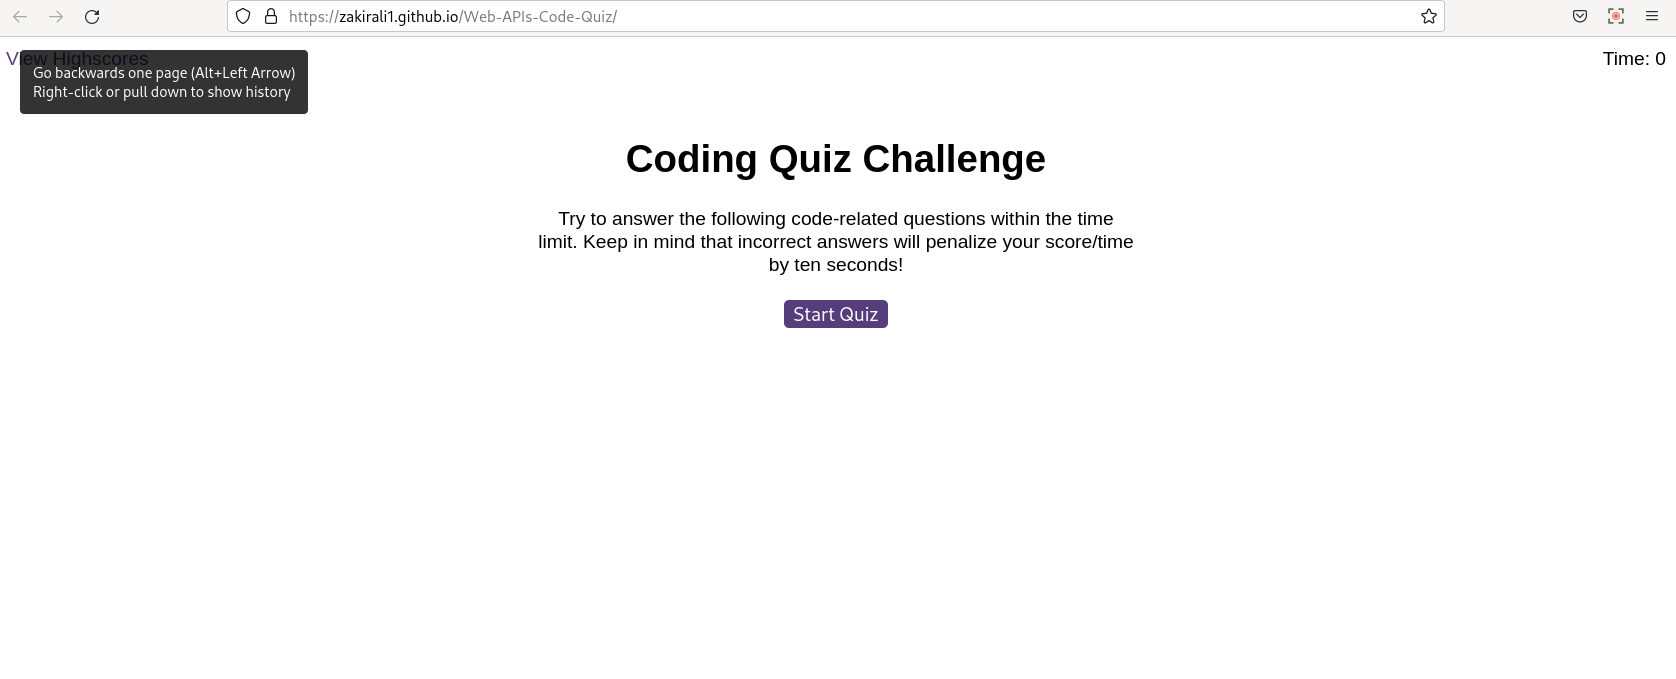 https://zakirali1.github.io/Web-APIs-Code-Quiz/
View Highscores
Time: 0
Go backwards one page (Alt+Left Arrow)
Right-click or pull down to show history
Coding Quiz Challenge
Try to answer the following code-related questions within the time
limit. Keep in mind that incorrect answers will penalize your score/time
by ten seconds!
Start Quiz